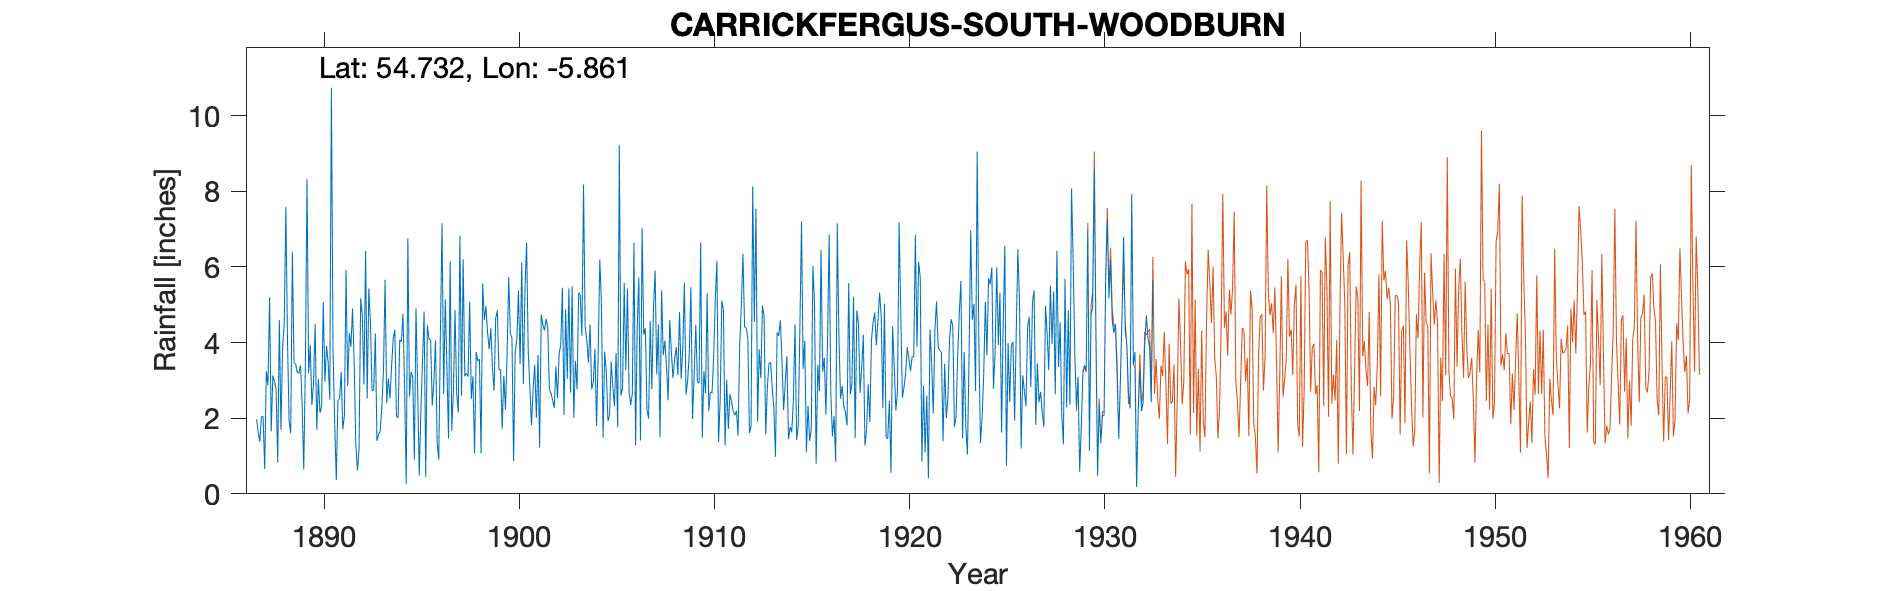 CARRICKFERGUS-SOUTH-WOODBURN
Lat: 54.732, Lon: -5.861
10
8
6
4
2
0
Rainfall [inches]
1890 1900 1910 1920 1930 1940 1950 1960
Year